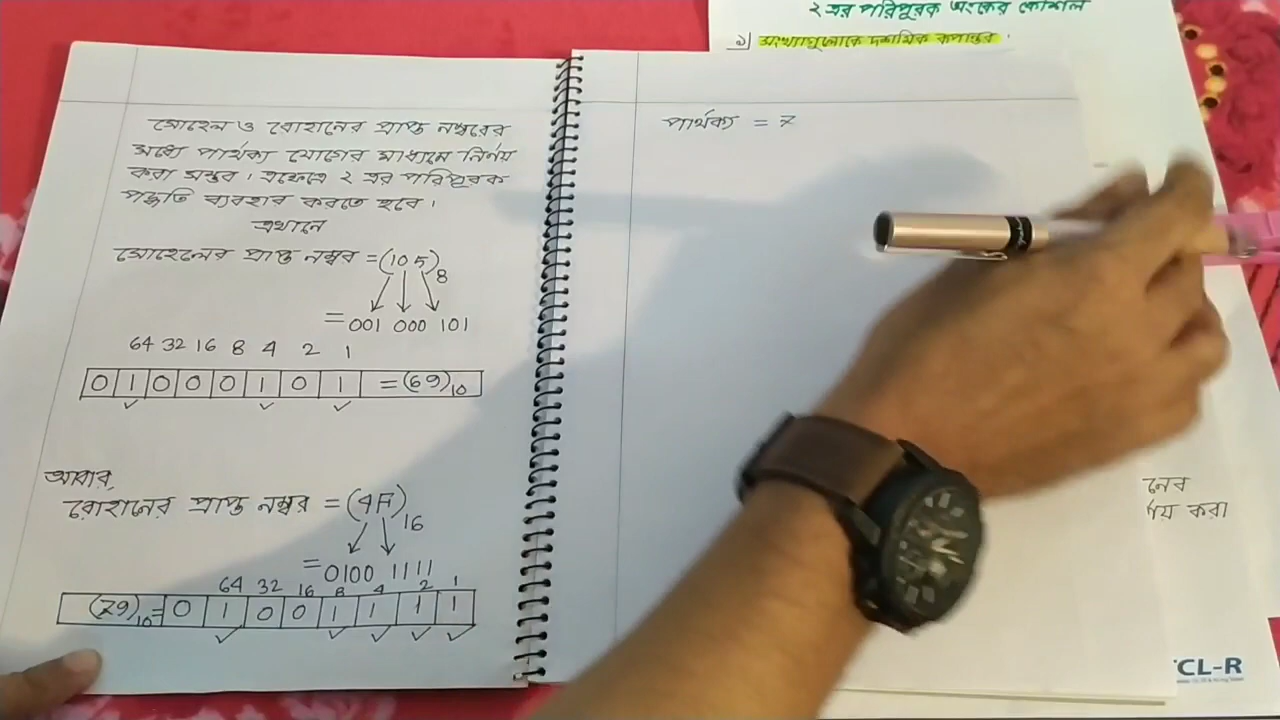 ২ এর পরিপূরক অংকের কৌশল
১| সংখ্যাগুলোকে দশমিক রূপান্তর।
সোহেল ও রোহানের প্রাপ্ত নম্বরের
মধ্যে পার্থক্য যোগের মাধ্যমে নির্ণয়
করা সম্ভব। এক্ষেত্রে ২ এর পরিপূরক
পদ্ধতি ব্যবহার করতে হবে।
এখানে
সোহেলের প্রাপ্ত নম্বর = (105)8
= 001 000 101
64 32 16 8 4 2 1
0 1 0 0 0 1 0 1 = (69)10
আবার,
রোহানের প্রাপ্ত নম্বর = (4F)16
= 0100 1111
64 32 16 8 4 2 1
(79)10 = 0 1 0 0 1 1 1 1
পার্থক্য = 7
নের
র্ণয় করা
CL-R